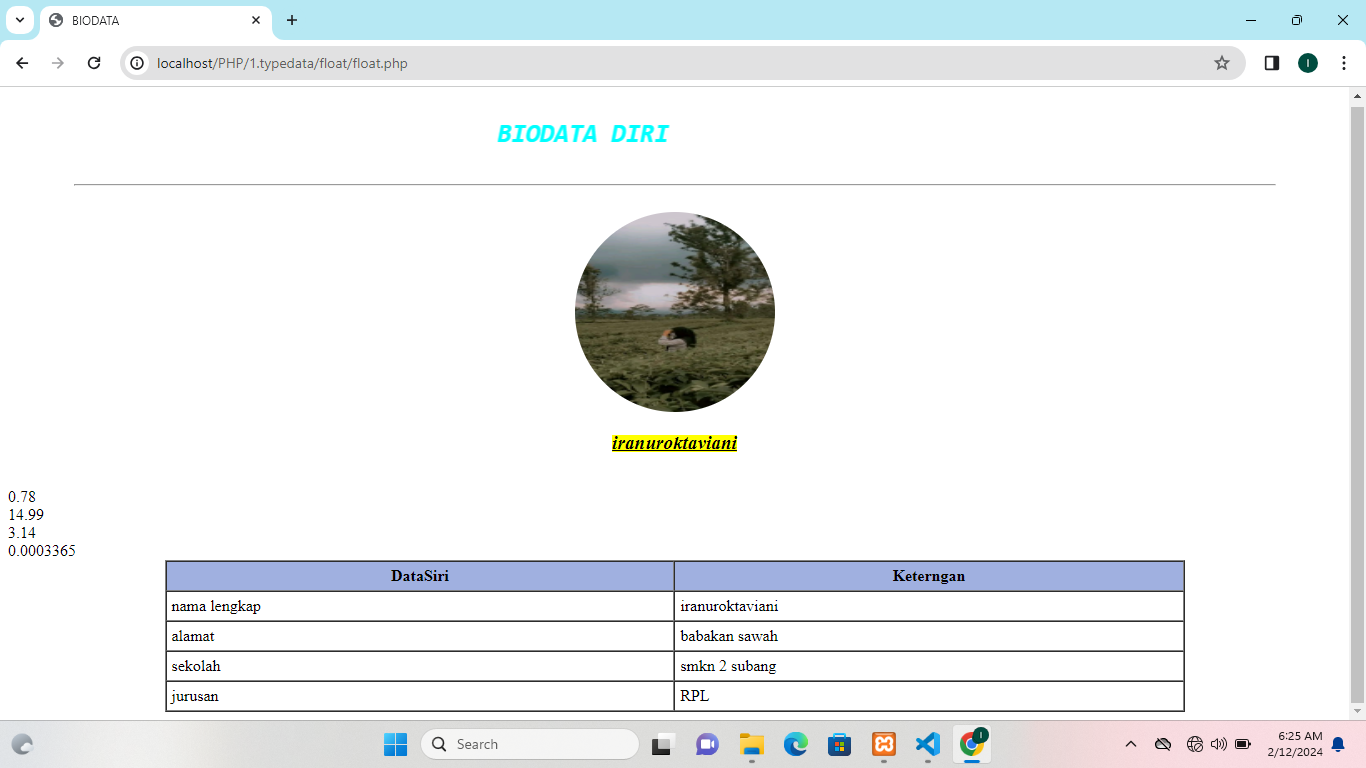 BIODATA
localhost/PHP/1.typedata/float/float.php
I
BIODATA DIRI
iranuroktaviani
0.78
14.99
3.14
0.0003365
DataSiri Keterngan
nama lengkap iranuroktaviani
alamat babakan sawah
sekolah smkn 2 subang
jurusan RPL
Search
I
6:25 AM
2/12/2024